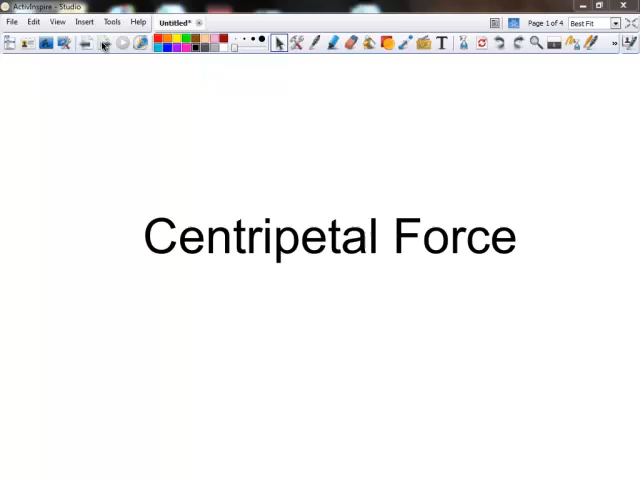 ActivInspire - Studio
File Edit View Insert Tools Help Untitled* Page 1 of 4 Best Fit
T »
Centripetal Force